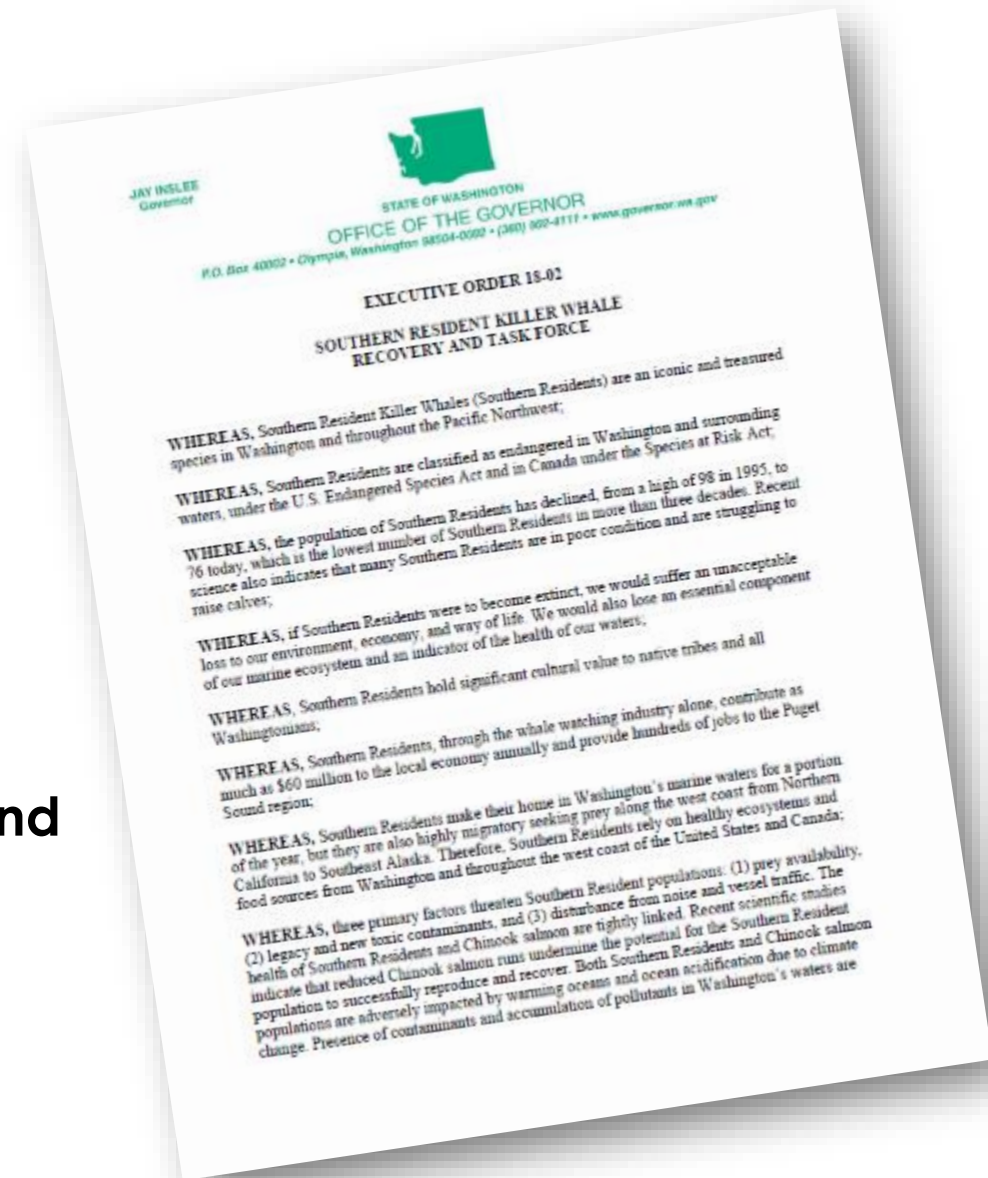 JAY INSLEE
Governor
STATE OF WASHINGTON
OFFICE OF THE GOVERNOR
P.O. Box 40002 • Olympia, Washington 98504-0002 • (360) 902-4111 • www.governor.wa.gov
EXECUTIVE ORDER 18-02
SOUTHERN RESIDENT KILLER WHALE
RECOVERY AND TASK FORCE
WHEREAS, Southern Resident Killer Whales (Southern Residents) are an iconic and treasured
species in Washington and throughout the Pacific Northwest;
WHEREAS, Southern Residents are classified as endangered in Washington and surrounding
waters, under the U.S. Endangered Species Act and in Canada under the Species at Risk Act;
WHEREAS, the population of Southern Residents has declined, from a high of 98 in 1995, to
76 today, which is the lowest number of Southern Residents in more than three decades. Recent
science also indicates that many Southern Residents are in poor condition and are struggling to
raise calves;
WHEREAS, if Southern Residents were to become extinct, we would suffer an unacceptable
loss to our environment, economy, and way of life. We would also lose an essential component
of our marine ecosystem and an indicator of the health of our waters;
WHEREAS, Southern Residents hold significant cultural value to native tribes and all
Washingtonians;
WHEREAS, Southern Residents, through the whale watching industry alone, contribute as
much as $60 million to the local economy annually and provide hundreds of jobs to the Puget
Sound region;
nd
WHEREAS, Southern Residents make their home in Washington's marine waters for a portion
of the year, but they are also highly migratory seeking prey along the west coast from Northern
California to Southeast Alaska. Therefore, Southern Residents rely on healthy ecosystems and
food sources from Washington and throughout the west coast of the United States and Canada;
WHEREAS, three primary factors threaten Southern Resident populations: (1) prey availability,
(2) legacy and new toxic contaminants, and (3) disturbance from noise and vessel traffic. The
health of Southern Residents and Chinook salmon are tightly linked. Recent scientific studies
indicate that reduced Chinook salmon runs undermine the potential for the Southern Resident
population to successfully reproduce and recover. Both Southern Residents and Chinook salmon
populations are adversely impacted by warming oceans and ocean acidification due to climate
change. Presence of contaminants and accumulation of pollutants in Washington's waters are